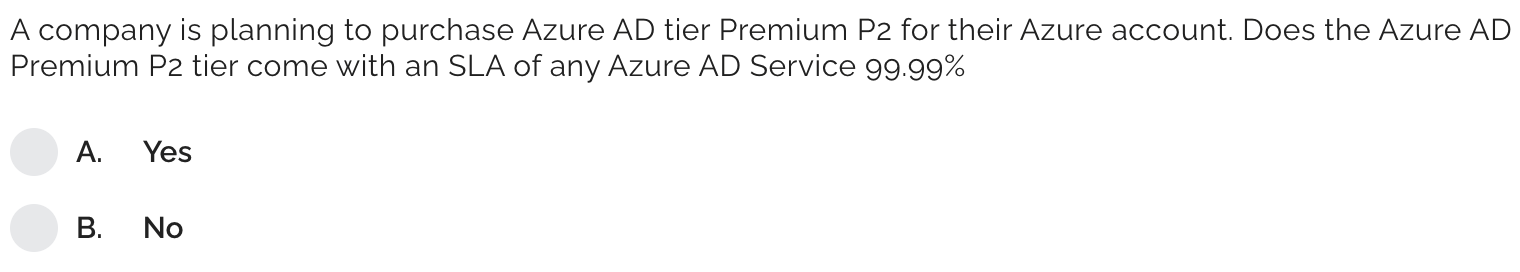 A company is planning to purchase Azure AD tier Premium P2 for their Azure account. Does the Azure AD
Premium P2 tier come with an SLA of any Azure AD Service 99.99%
A. Yes
B. No